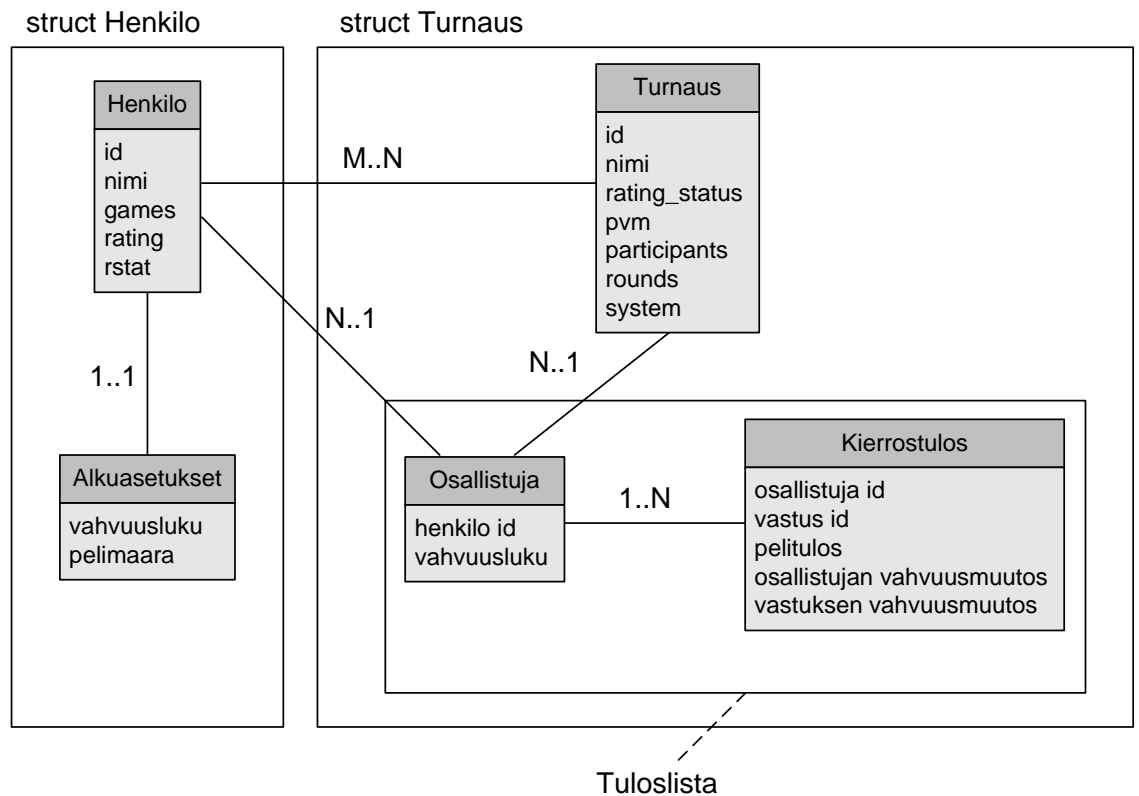 struct Henkilo
struct Turnaus
Henkilo
id
nimi
games
rating
rstat
M..N
Turnaus
id
nimi
rating_status
pvm
participants
rounds
system
N..1
N..1
1..1
Alkuasetukset
vahvuusluku
pelimaara
Osallistuja
henkilo id
vahvuusluku
1..N
Kierrostulos
osallistuja id
vastus id
pelitulos
osallistujan vahvuusmuutos
vastuksen vahvuusmuutos
Tuloslista